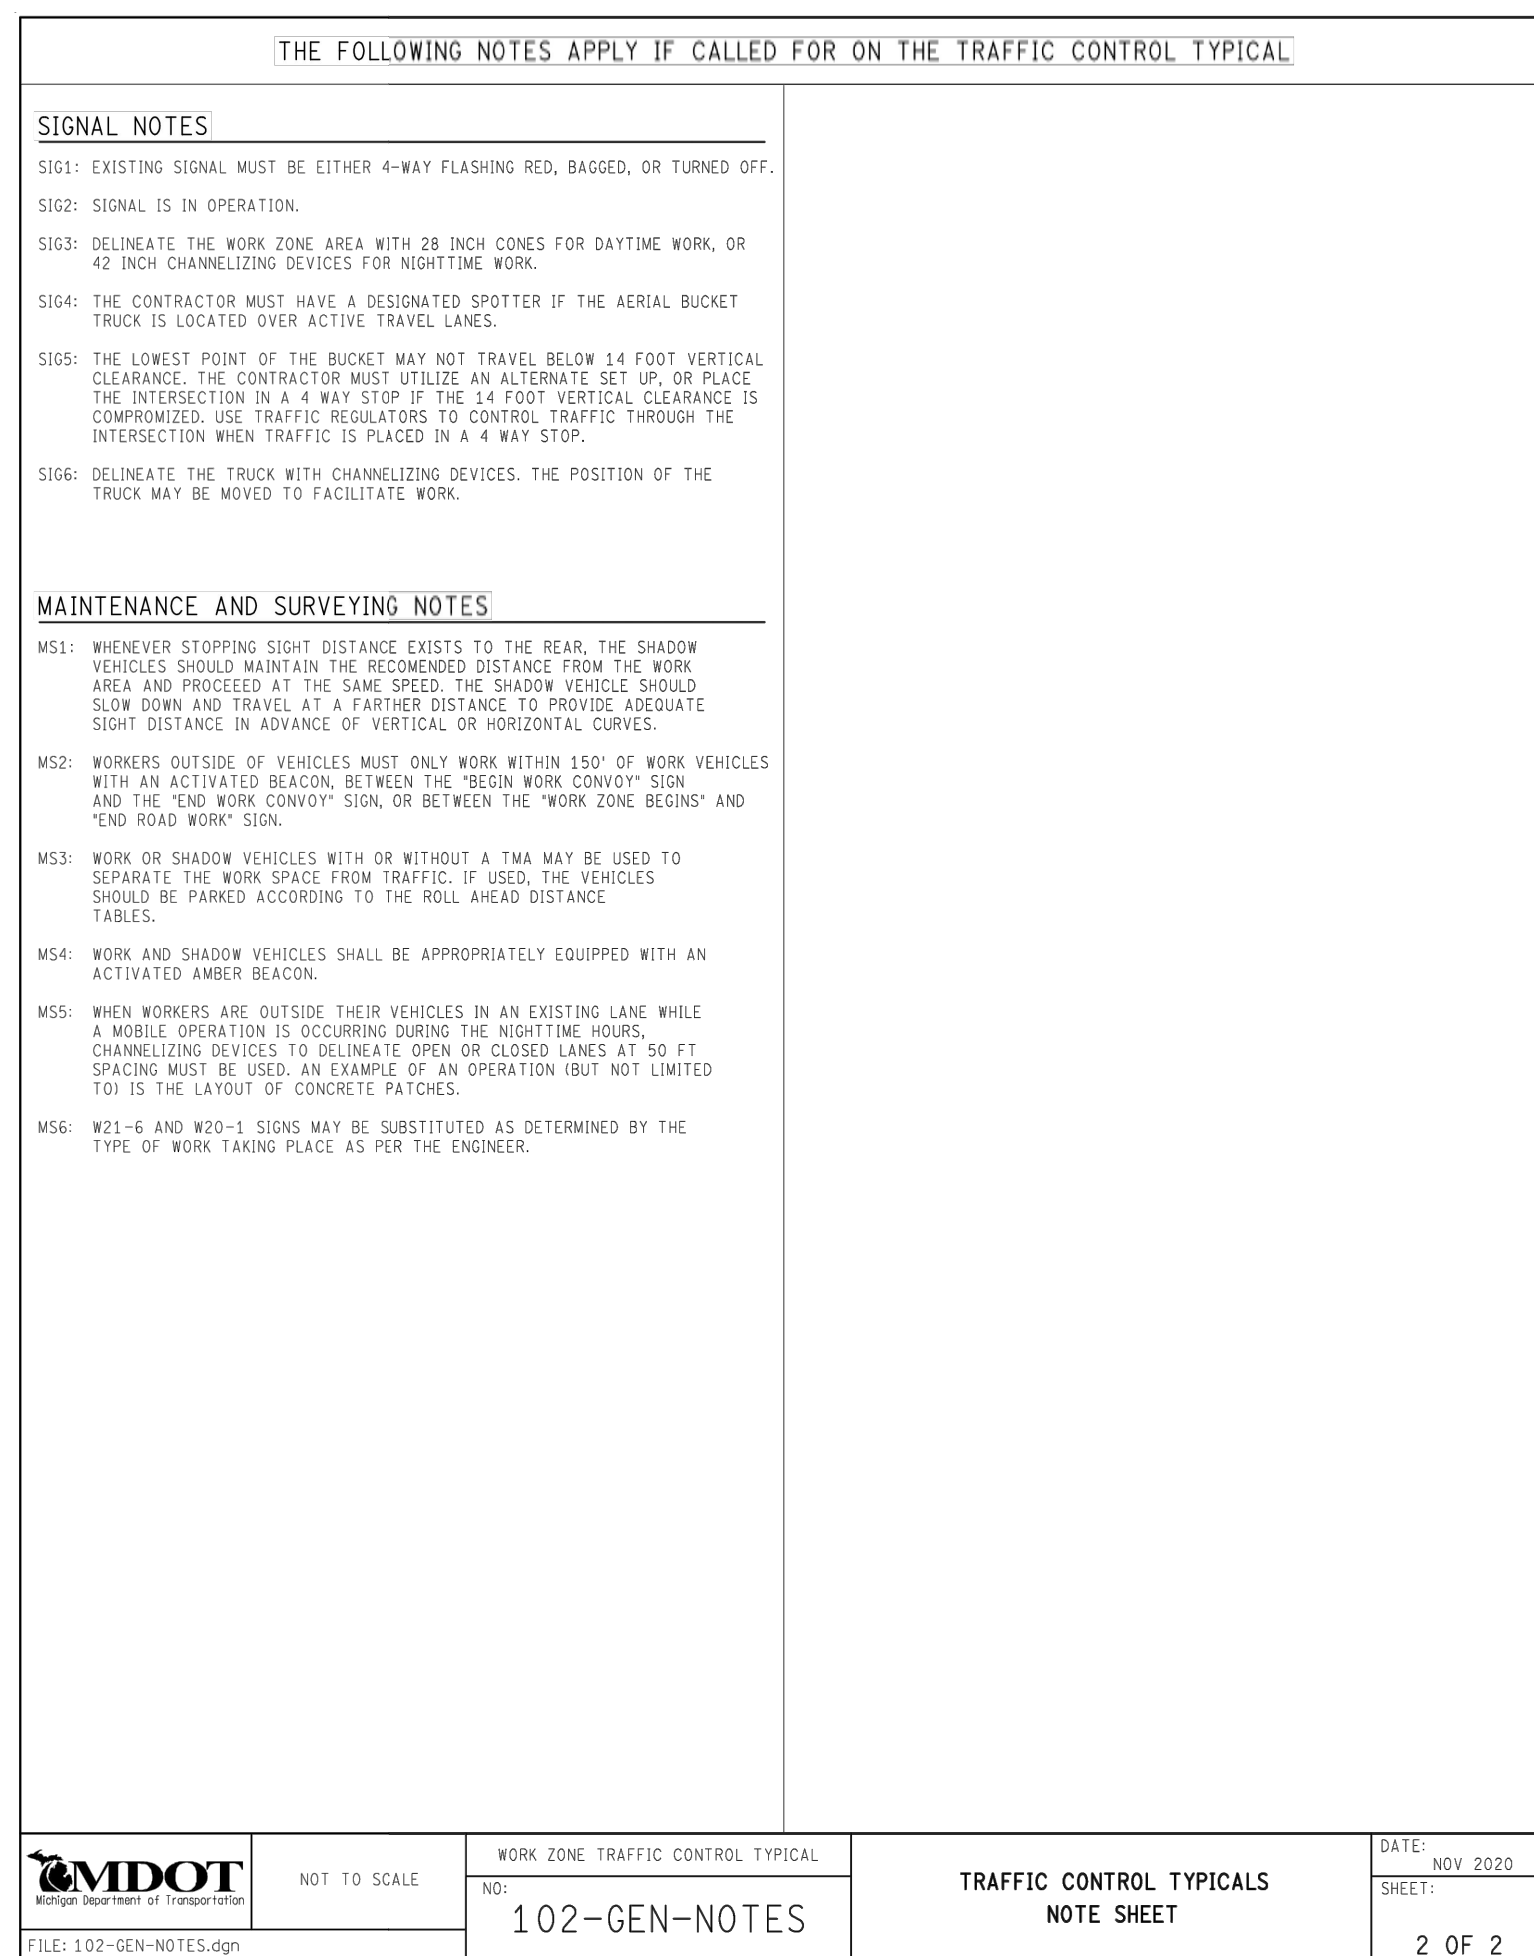 THE FOLLOWING NOTES APPLY IF CALLED FOR ON THE TRAFFIC CONTROL TYPICAL
SIGNAL NOTES
SIG1: EXISTING SIGNAL MUST BE EITHER 4-WAY FLASHING RED, BAGGED, OR TURNED OFF.
SIG2: SIGNAL IS IN OPERATION.
SIG3: DELINEATE THE WORK ZONE AREA WITH 28 INCH CONES FOR DAYTIME WORK, OR
42 INCH CHANNELIZING DEVICES FOR NIGHTTIME WORK.
SIG4: THE CONTRACTOR MUST HAVE A DESIGNATED SPOTTER IF THE AERIAL BUCKET
TRUCK IS LOCATED OVER ACTIVE TRAVEL LANES.
SIG5: THE LOWEST POINT OF THE BUCKET MAY NOT TRAVEL BELOW 14 FOOT VERTICAL
CLEARANCE. THE CONTRACTOR MUST UTILIZE AN ALTERNATE SET UP, OR PLACE
THE INTERSECTION IN A 4 WAY STOP IF THE 14 FOOT VERTICAL CLEARANCE IS
COMPROMIZED. USE TRAFFIC REGULATORS TO CONTROL TRAFFIC THROUGH THE
INTERSECTION WHEN TRAFFIC IS PLACED IN A 4 WAY STOP.
SIG6: DELINEATE THE TRUCK WITH CHANNELIZING DEVICES. THE POSITION OF THE
TRUCK MAY BE MOVED TO FACILITATE WORK.
MAINTENANCE AND SURVEYING NOTES
MS1: WHENEVER STOPPING SIGHT DISTANCE EXISTS TO THE REAR, THE SHADOW
VEHICLES SHOULD MAINTAIN THE RECOMENDED DISTANCE FROM THE WORK
AREA AND PROCEEED AT THE SAME SPEED. THE SHADOW VEHICLE SHOULD
SLOW DOWN AND TRAVEL AT A FARTHER DISTANCE TO PROVIDE ADEQUATE
SIGHT DISTANCE IN ADVANCE OF VERTICAL OR HORIZONTAL CURVES.
MS2: WORKERS OUTSIDE OF VEHICLES MUST ONLY WORK WITHIN 150' OF WORK VEHICLES
WITH AN ACTIVATED BEACON, BETWEEN THE "BEGIN WORK CONVOY" SIGN
AND THE "END WORK CONVOY" SIGN, OR BETWEEN THE "WORK ZONE BEGINS" AND
"END ROAD WORK" SIGN.
MS3: WORK OR SHADOW VEHICLES WITH OR WITHOUT A TMA MAY BE USED TO
SEPARATE THE WORK SPACE FROM TRAFFIC. IF USED, THE VEHICLES
SHOULD BE PARKED ACCORDING TO THE ROLL AHEAD DISTANCE
TABLES.
MS4: WORK AND SHADOW VEHICLES SHALL BE APPROPRIATELY EQUIPPED WITH AN
ACTIVATED AMBER BEACON.
MS5: WHEN WORKERS ARE OUTSIDE THEIR VEHICLES IN AN EXISTING LANE WHILE
A MOBILE OPERATION IS OCCURRING DURING THE NIGHTTIME HOURS,
CHANNELIZING DEVICES TO DELINEATE OPEN OR CLOSED LANES AT 50 FT
SPACING MUST BE USED. AN EXAMPLE OF AN OPERATION (BUT NOT LIMITED
TO) IS THE LAYOUT OF CONCRETE PATCHES.
MS6: W21-6 AND W20-1 SIGNS MAY BE SUBSTITUTED AS DETERMINED BY THE
TYPE OF WORK TAKING PLACE AS PER THE ENGINEER.
MDOT
Michigan Department of Transportation
FILE: 102-GEN-NOTES.dgn
NOT TO SCALE
WORK ZONE TRAFFIC CONTROL TYPICAL
NO:
102-GEN-NOTES
TRAFFIC CONTROL TYPICALS
NOTE SHEET
DATE:
NOV 2020
SHEET:
2 OF 2